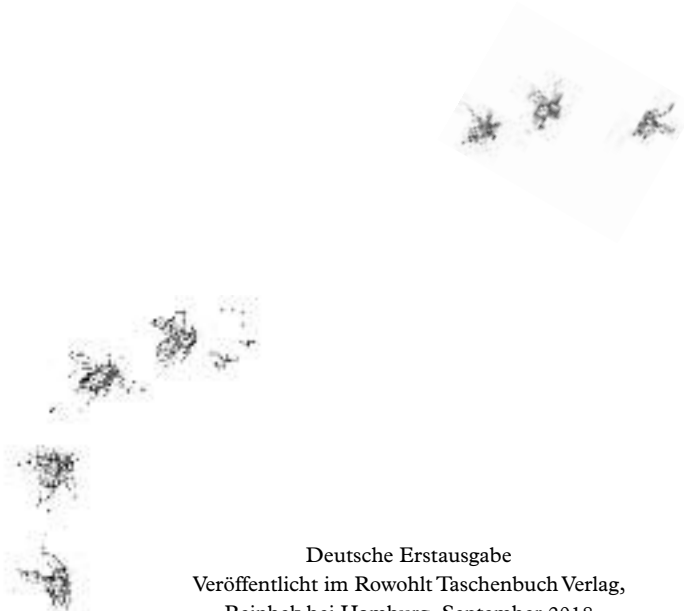 Deutsche Erstausgabe
Veröffentlicht im Rowohlt Taschenbuch Verlag,
Reinbek bei Hamburg, September 2018